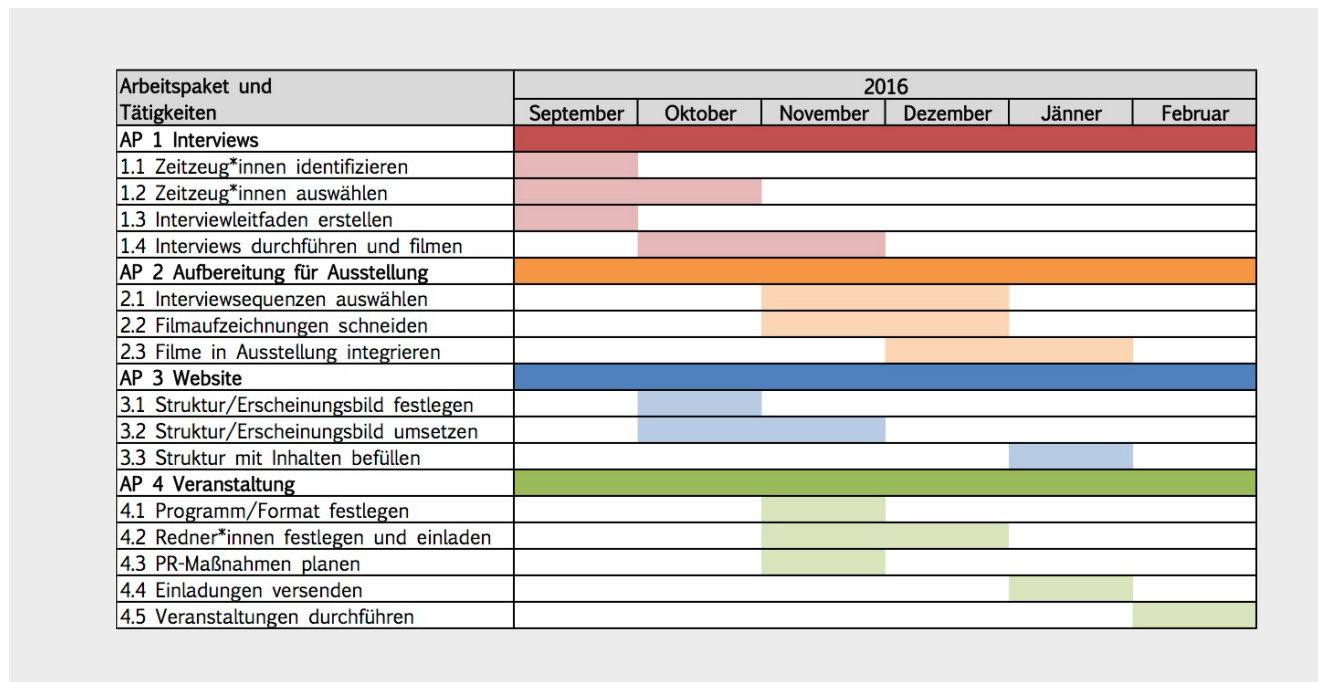 Arbeitspaket und
Tätigkeiten
2016
September Oktober November Dezember Jänner Februar
AP 1 Interviews
1.1 Zeitzeug*innen identifizieren
1.2 Zeitzeug*innen auswählen
1.3 Interviewleitfaden erstellen
1.4 Interviews durchführen und filmen
AP 2 Aufbereitung für Ausstellung
2.1 Interviewsequenzen auswählen
2.2 Filmaufzeichnungen schneiden
2.3 Filme in Ausstellung integrieren
AP 3 Website
3.1 Struktur/Erscheinungsbild festlegen
3.2 Struktur/Erscheinungsbild umsetzen
3.3 Struktur mit Inhalten befüllen
AP 4 Veranstaltung
4.1 Programm/Format festlegen
4.2 Redner*innen festlegen und einladen
4.3 PR-Maßnahmen planen
4.4 Einladungen versenden
4.5 Veranstaltungen durchführen